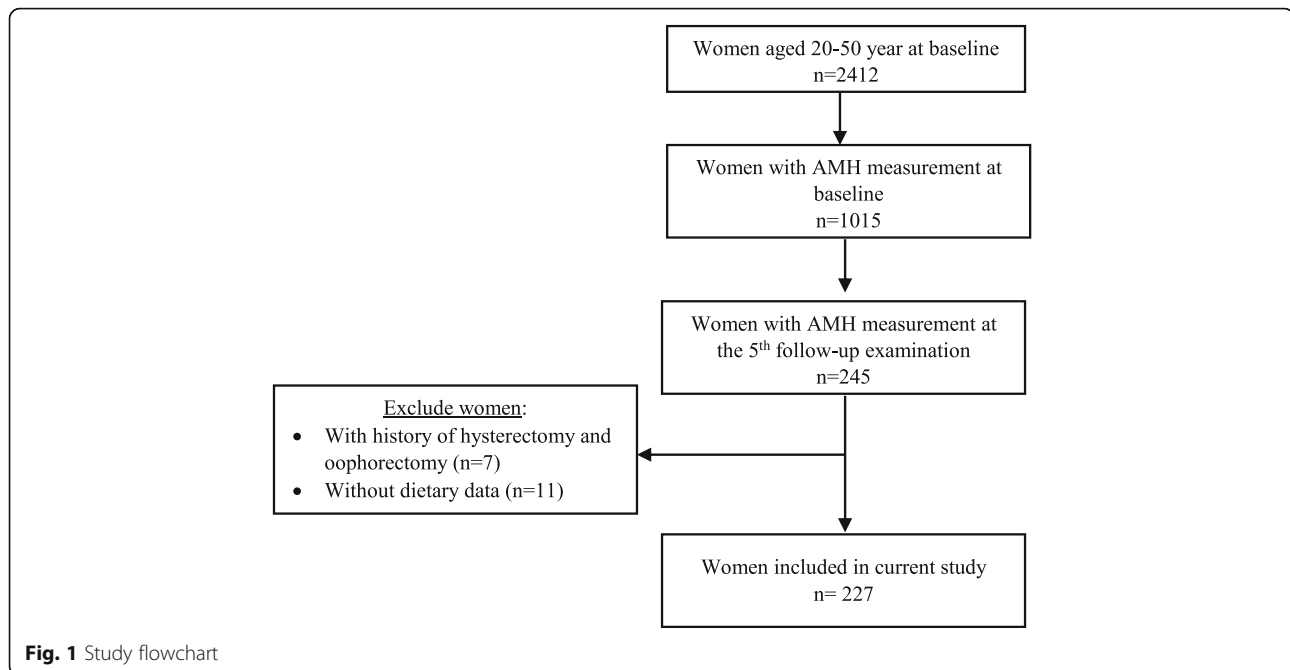 Women aged 20-50 year at baseline
n=2412
Women with AMH measurement at
baseline
n=1015
Women with AMH measurement at
the 5th follow-up examination
n=245
Exclude women:
• With history of hysterectomy and
oophorectomy (n=7)
• Without dietary data (n=11)
Women included in current study
n= 227
Fig. 1 Study flowchart